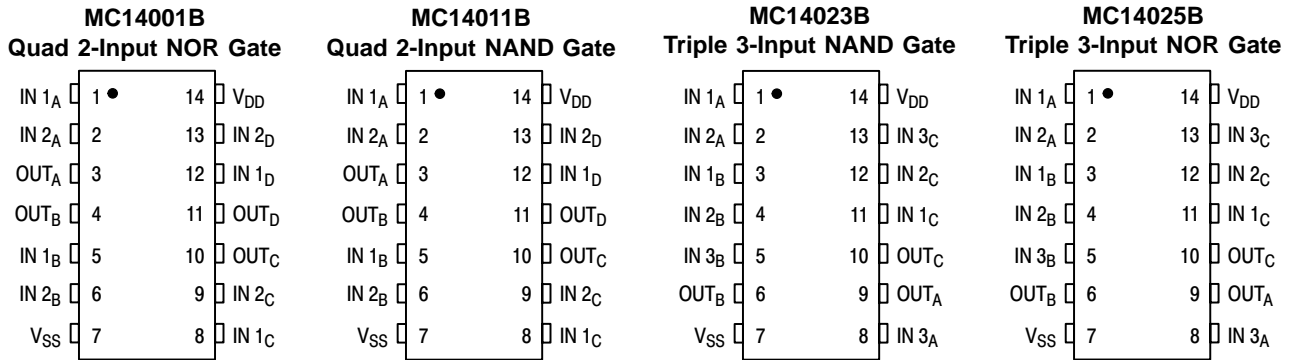 MC14001B
Quad 2-Input NOR Gate
IN 1A 1 14 VDD
IN 2A 2 13 IN 2D
OUTA 3 12 IN 1D
OUTB 4 11 OUTD
IN 1B 5 10 OUTC
IN 2B 6 9 IN 2C
VSS 7 8 IN 1C
MC14011B
Quad 2-Input NAND Gate
IN 1A 1 14 VDD
IN 2A 2 13 IN 2D
OUTA 3 12 IN 1D
OUTB 4 11 OUTD
IN 1B 5 10 OUTC
IN 2B 6 9 IN 2C
VSS 7 8 IN 1C
MC14023B
Triple 3-Input NAND Gate
IN 1A 1 14 VDD
IN 2A 2 13 IN 3C
IN 1B 3 12 IN 2C
IN 2B 4 11 IN 1C
IN 3B 5 10 OUTC
OUTB 6 9 OUTA
VSS 7 8 IN 3A
MC14025B
Triple 3-Input NOR Gate
IN 1A 1 14 VDD
IN 2A 2 13 IN 3C
IN 1B 3 12 IN 2C
IN 2B 4 11 IN 1C
IN 3B 5 10 OUTC
OUTB 6 9 OUTA
VSS 7 8 IN 3A